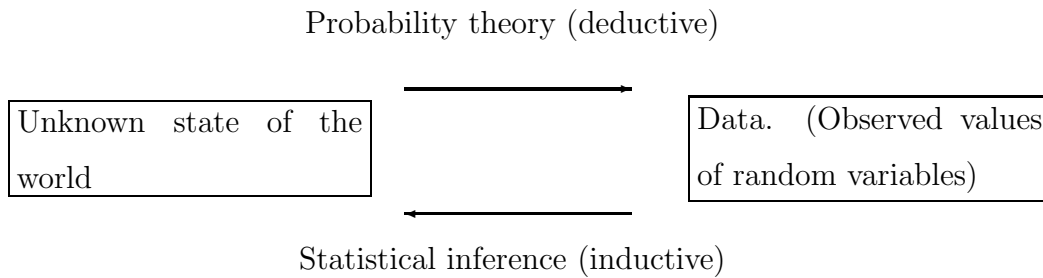 Probability theory (deductive)
Unknown state of the
world
Data. (Observed values
of random variables)
Statistical inference (inductive)